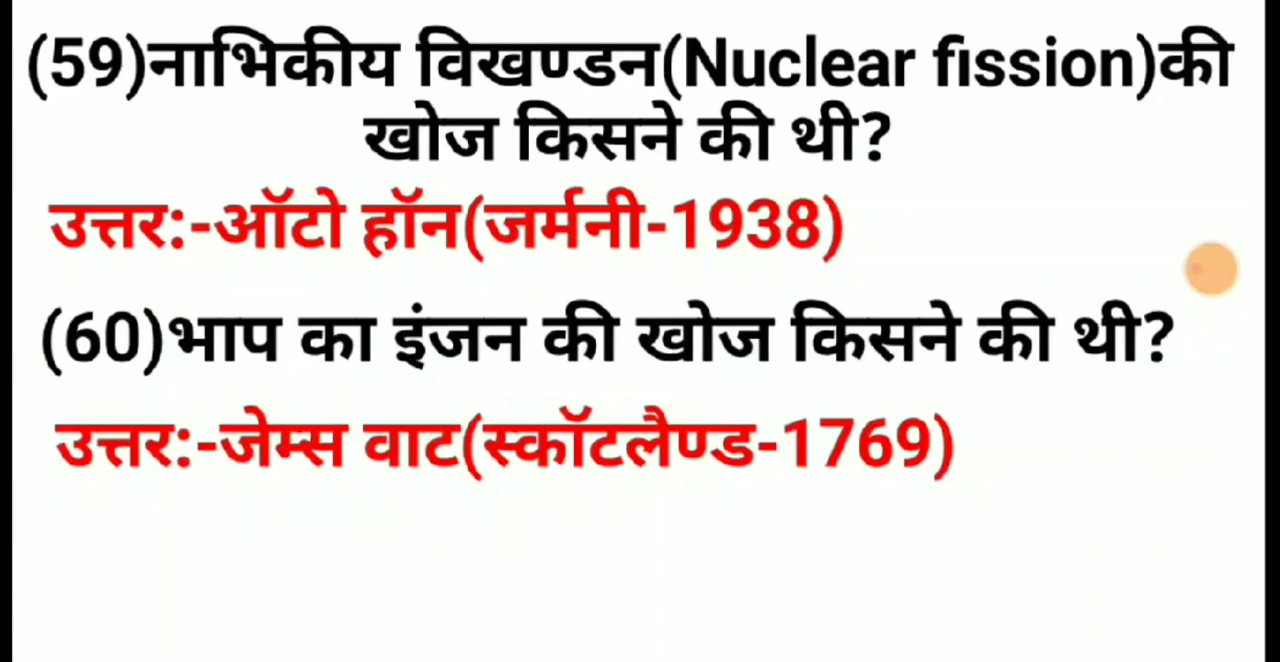 (59)नाभिकीय विखण्डन(Nuclear fission)की
खोज किसने की थी?
उत्तर:-ऑटो हॉन(जर्मनी-1938)
(60)भाप का इंजन की खोज किसने की थी?
उत्तर:-जेम्स वाट(स्कॉटलैण्ड-1769)